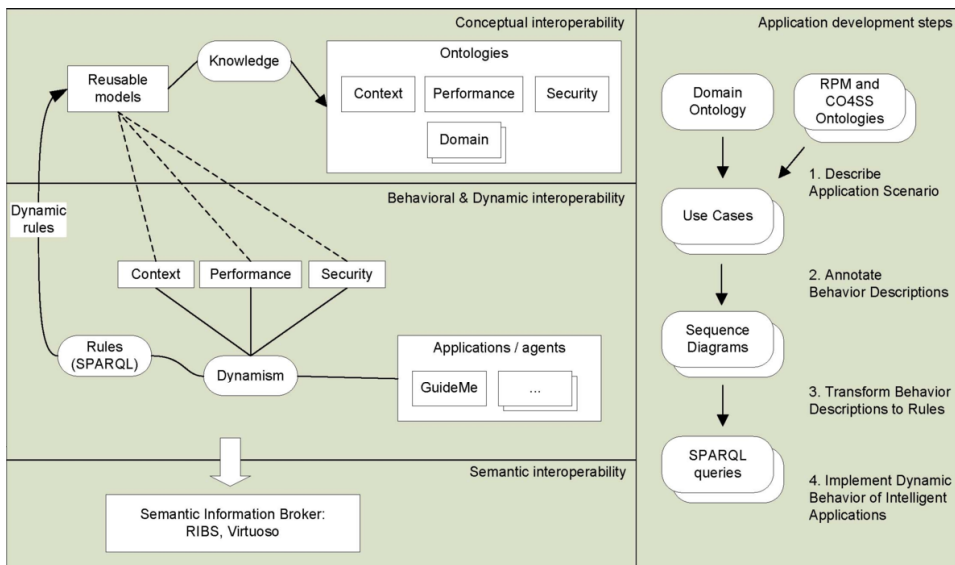 Conceptual interoperability
Knowledge
Reusable
models
Ontologies
Context
Performance
Security
Domain
Behavioral & Dynamic interoperability
Dynamic
rules
Context
Performance
Security
Rules
(SPARQL)
Dynamism
Applications / agents
GuideMe
...
Semantic interoperability
Semantic Information Broker:
RIBS, Virtuoso
Application development steps
Domain
Ontology
RPM and
CO4SS
Ontologies
1. Describe
Application Scenario
Use Cases
2. Annotate
Behavior Descriptions
Sequence
Diagrams
3. Transform Behavior
Descriptions to Rules
SPARQL
queries
4. Implement Dynamic
Behavior of Intelligent
Applications